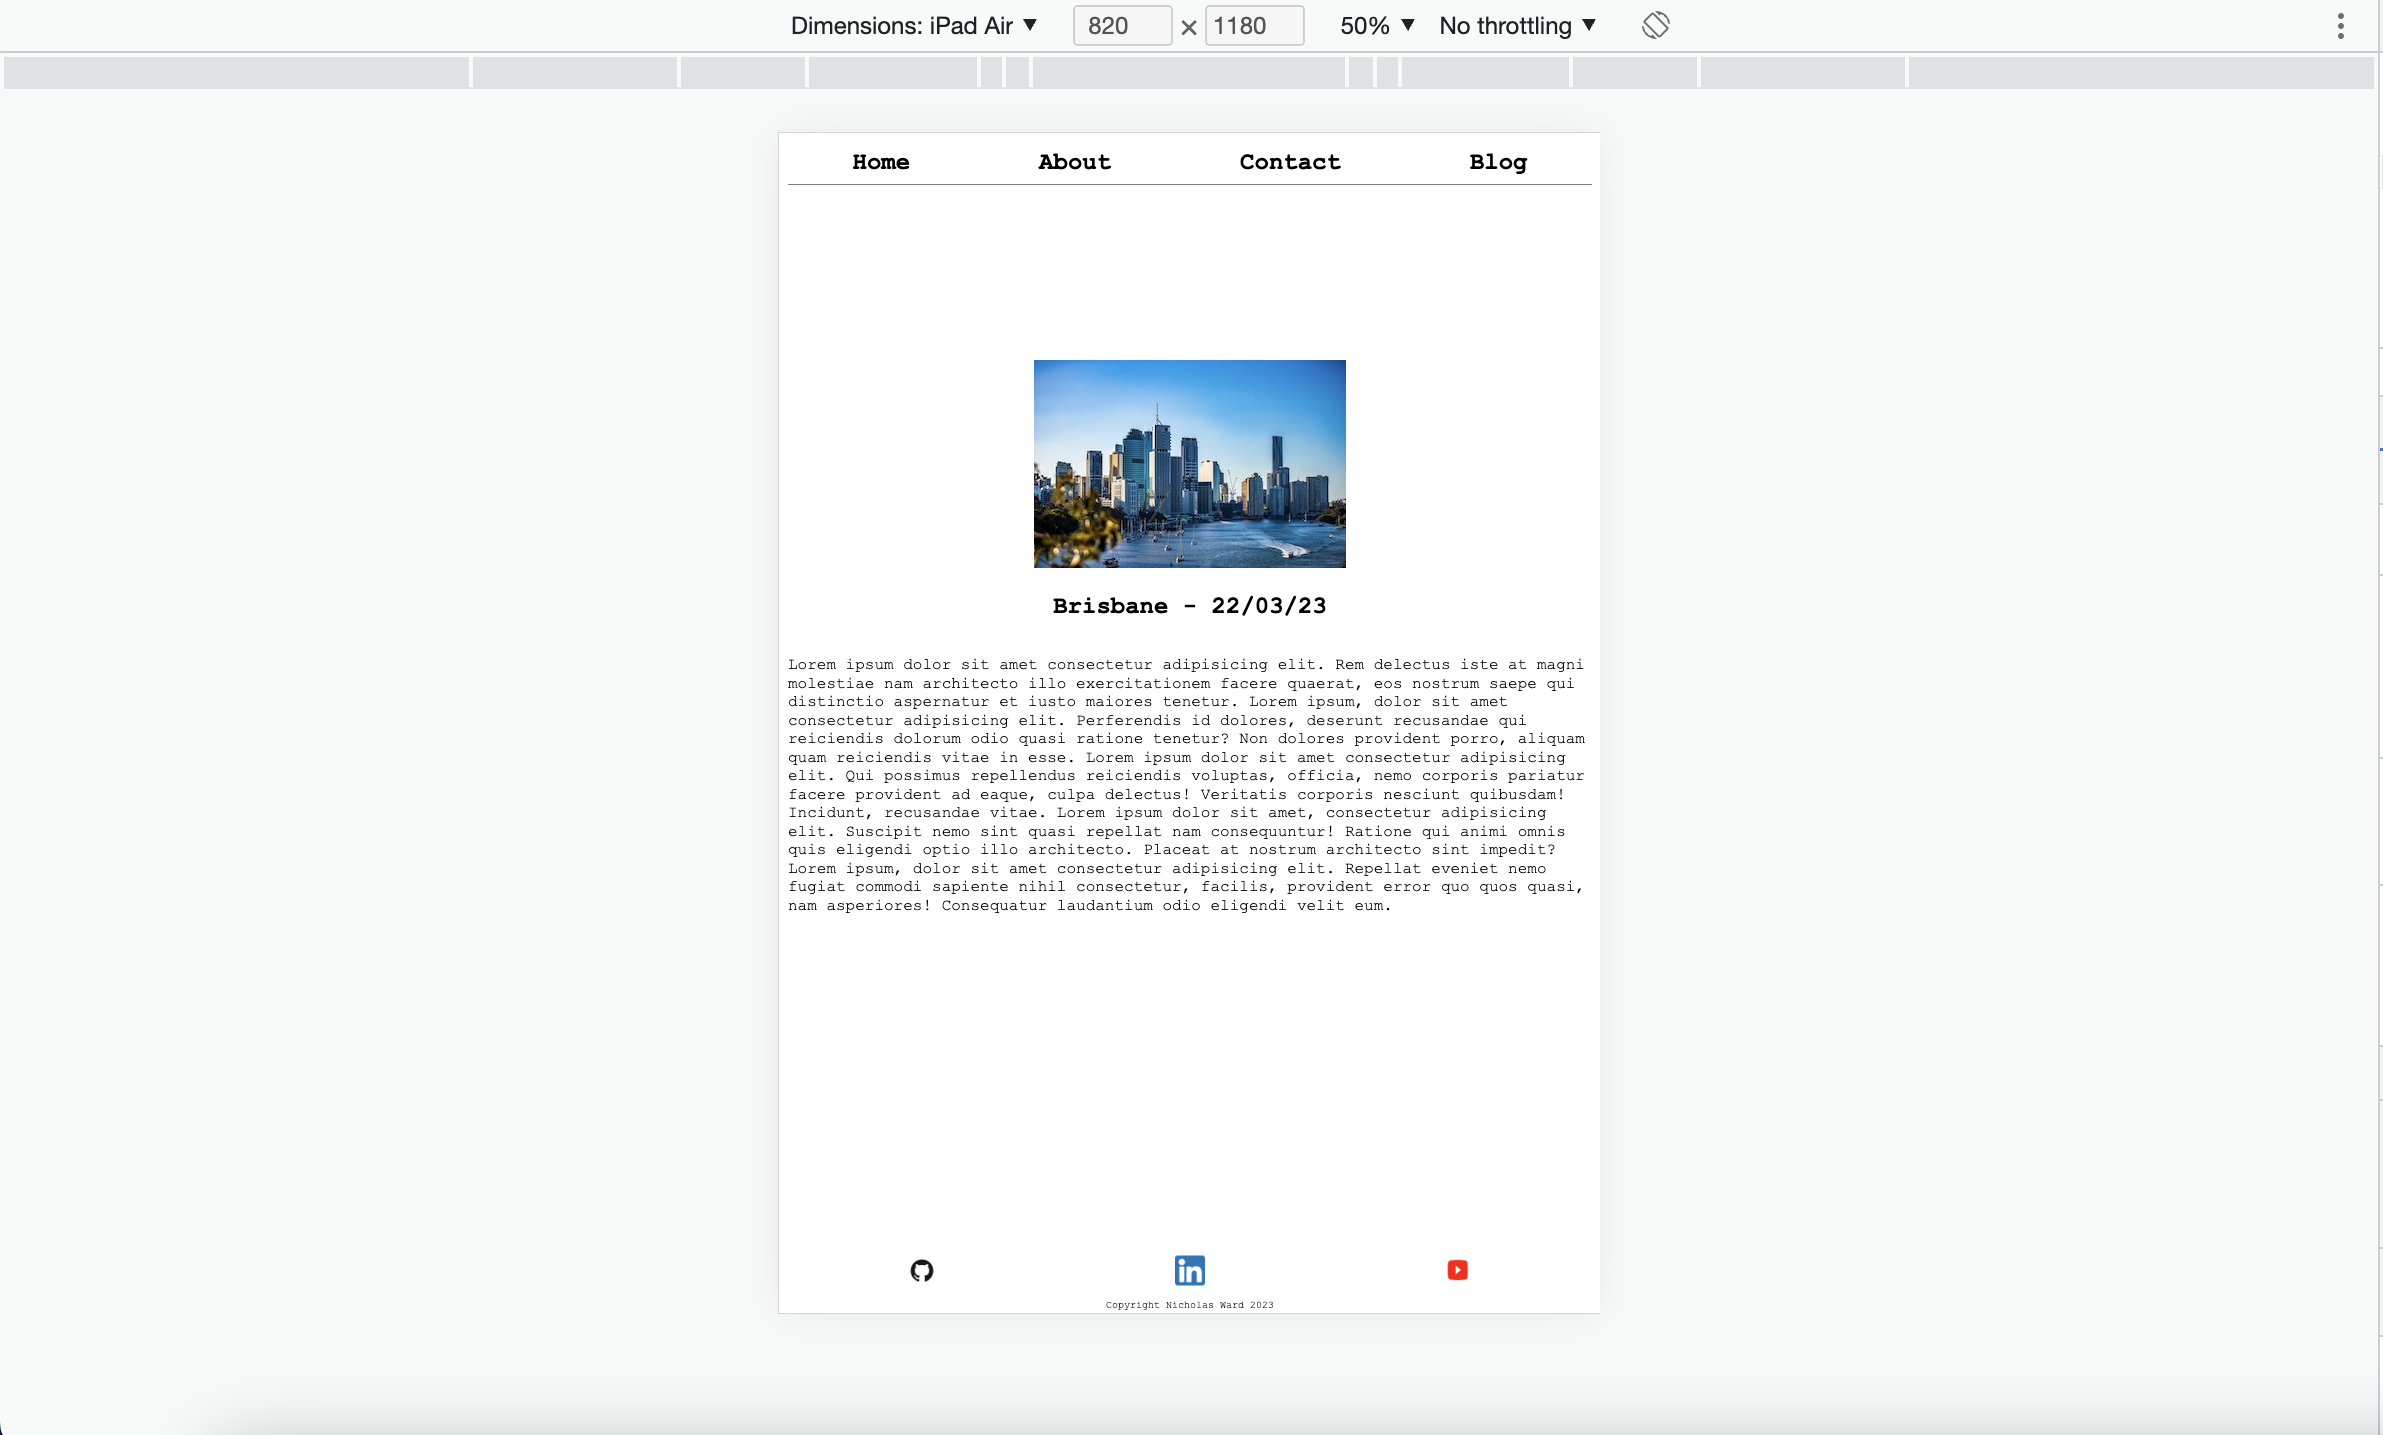 Dimensions: iPad Air ▼ 820 × 1180 50% ▼ No throttling ▼
Home About Contact Blog
Brisbane - 22/03/23
Lorem ipsum dolor sit amet consectetur adipisicing elit. Rem delectus iste at magni
molestiae nam architecto illo exercitationem facere quaerat, eos nostrum saepe qui
distinctio aspernatur et iusto maiores tenetur. Lorem ipsum, dolor sit amet
consectetur adipisicing elit. Perferendis id dolores, deserunt recusandae qui
reiciendis dolorum odio quasi ratione tenetur? Non dolores provident porro, aliquam
quam reiciendis vitae in esse. Lorem ipsum dolor sit amet consectetur adipisicing
elit. Qui possimus repellendus reiciendis voluptas, officia, nemo corporis pariatur
facere provident ad eaque, culpa delectus! Veritatis corporis nesciunt quibusdam!
Incidunt, recusandae vitae. Lorem ipsum dolor sit amet, consectetur adipisicing
elit. Suscipit nemo sint quasi repellat nam consequuntur! Ratione qui animi omnis
quis eligendi optio illo architecto. Placeat at nostrum architecto sint impedit?
Lorem ipsum, dolor sit amet consectetur adipisicing elit. Repellat eveniet nemo
fugiat commodi sapiente nihil consectetur, facilis, provident error quo quos quasi,
nam asperiores! Consequatur laudantium odio eligendi velit eum.
in
Copyright Nicholas Ward 2023